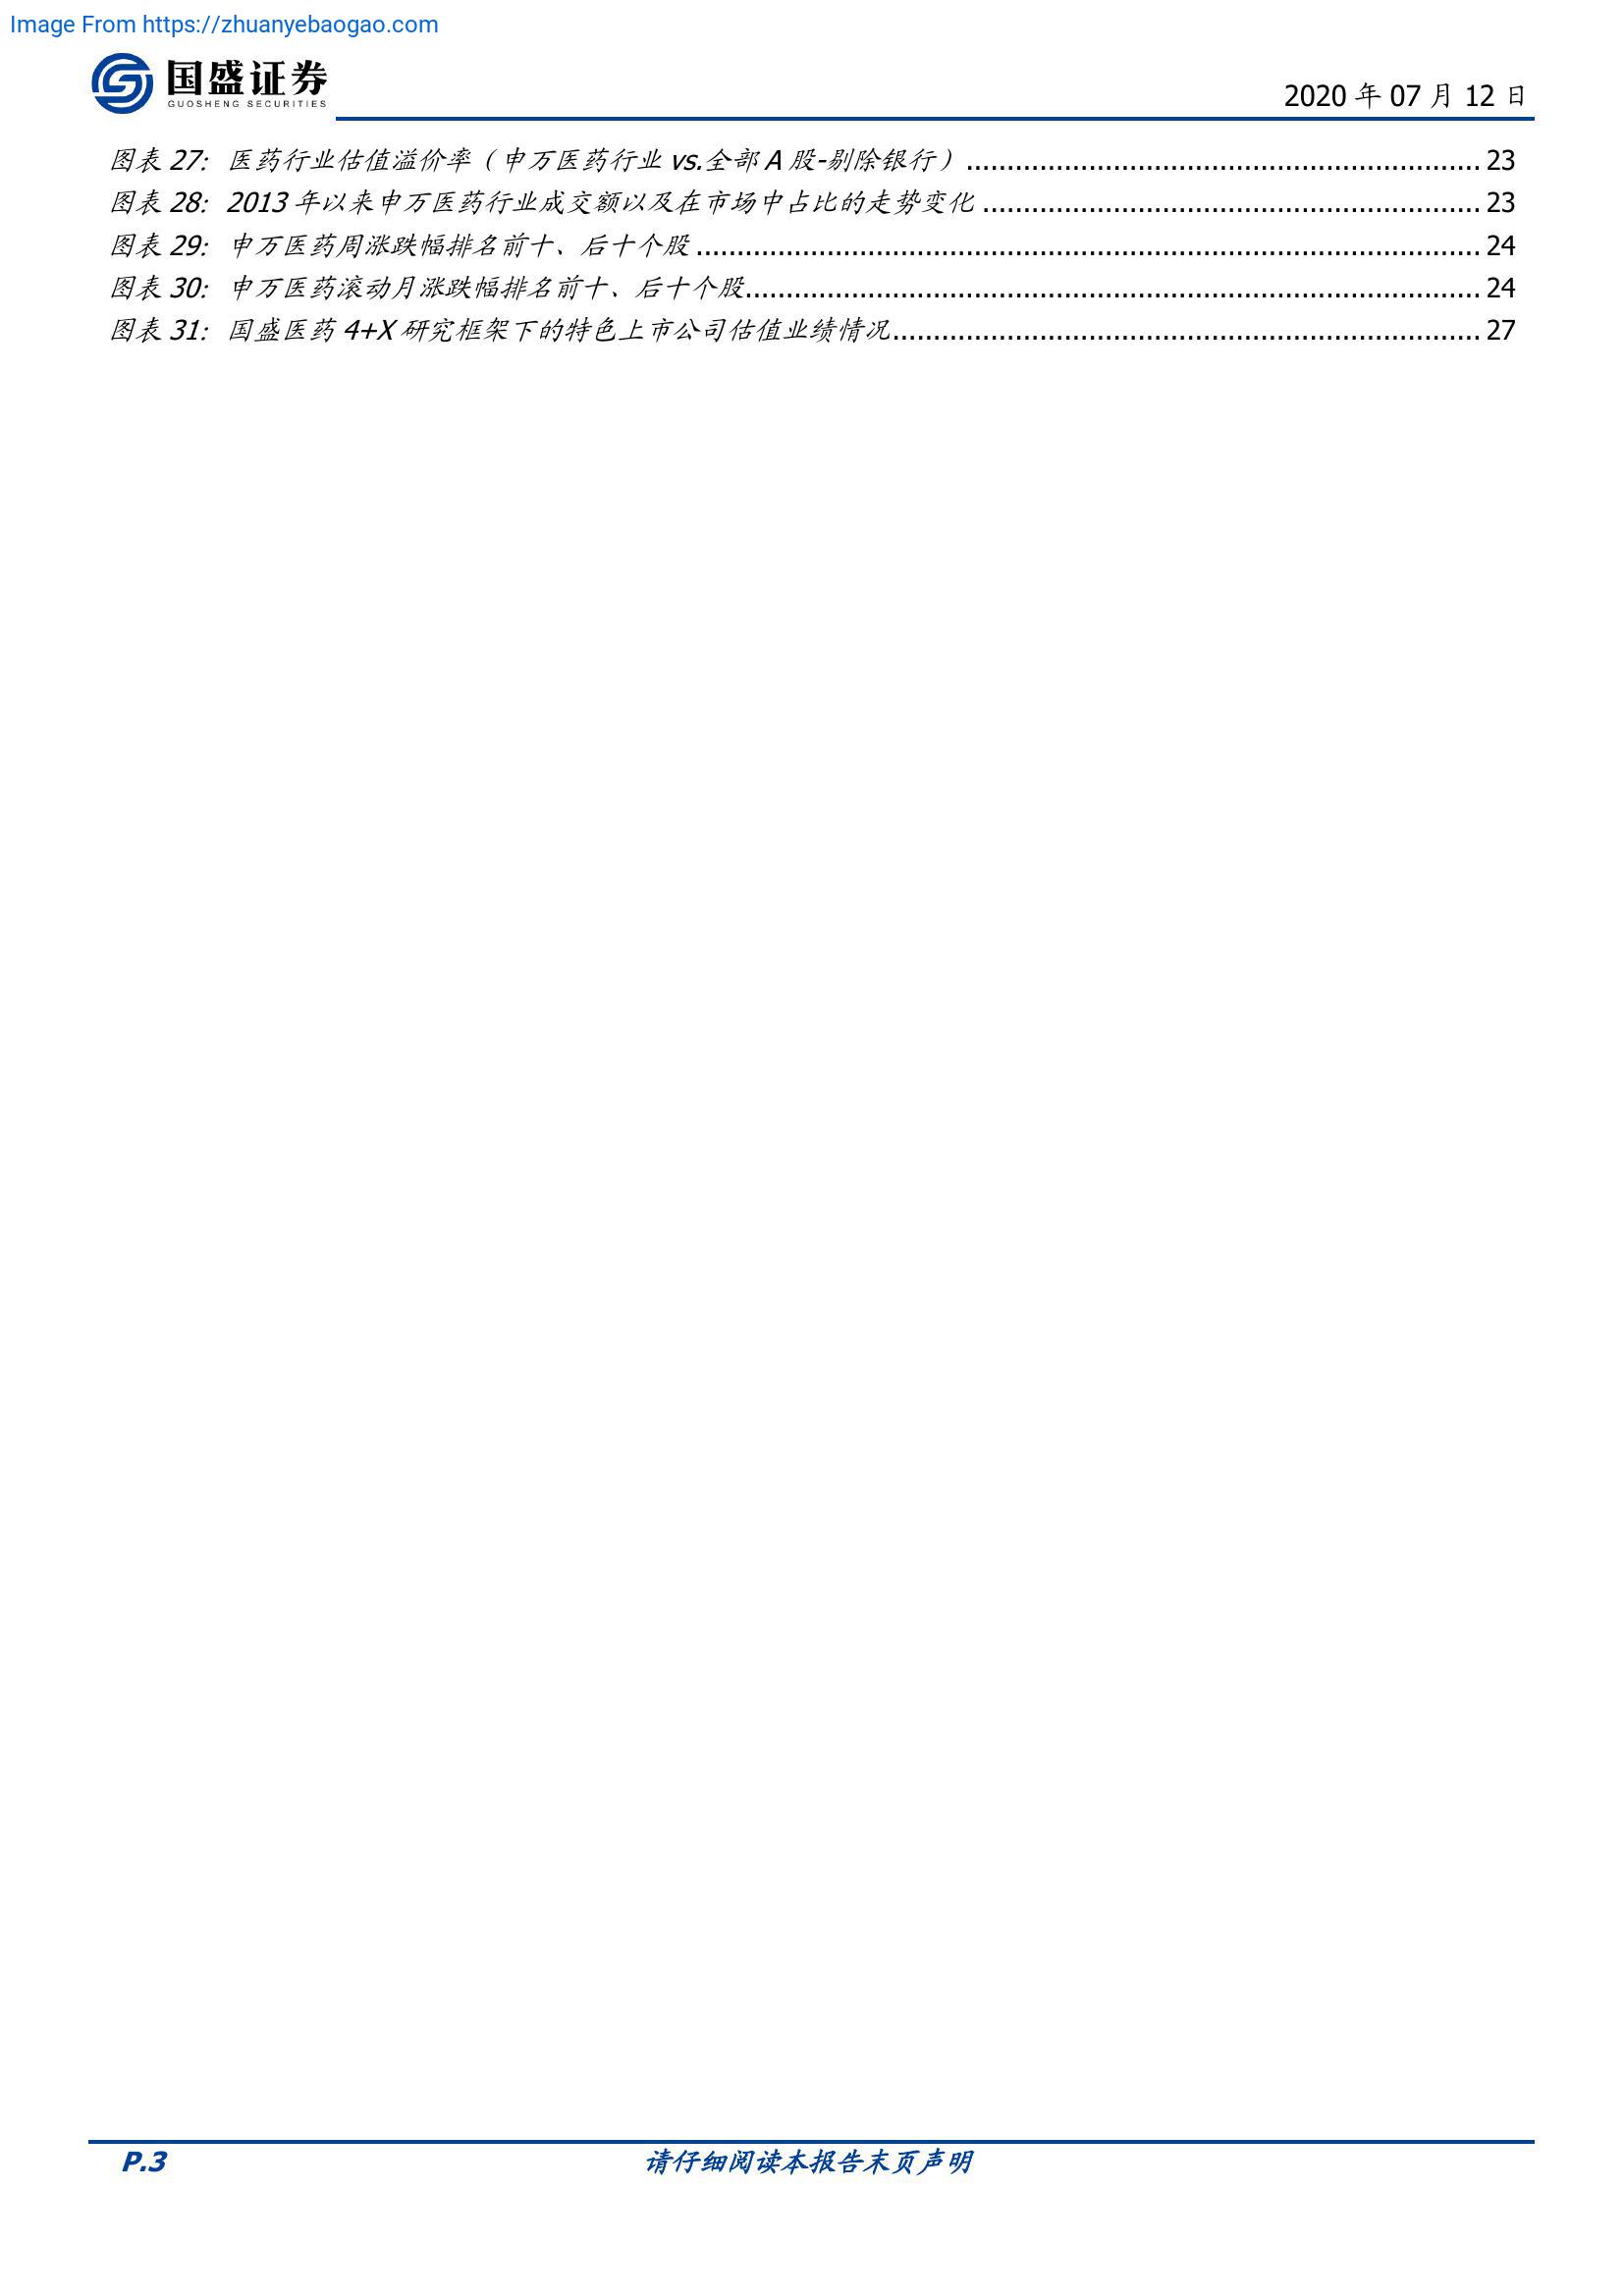 Image From https://zhuanyebaogao.com
国盛证券
GUOSHENG SECURITIES
2020 年 07 月 12 日
图表 27: 医药行业估值溢价率（申万医药行业 vs.全部 A 股-剔除银行）.......................................................... 23
图表 28: 2013 年以来申万医药行业成交额以及在市场中占比的走势变化 .......................................................... 23
图表 29: 申万医药周涨跌幅排名前十、后十个股 .......................................................... 24
图表 30: 申万医药滚动月涨跌幅排名前十、后十个股.......................................................... 24
图表 31: 国盛医药 4+X 研究框架下的特色上市公司估值业绩情况.......................................................... 27
P.3
请仔细阅读本报告末页声明